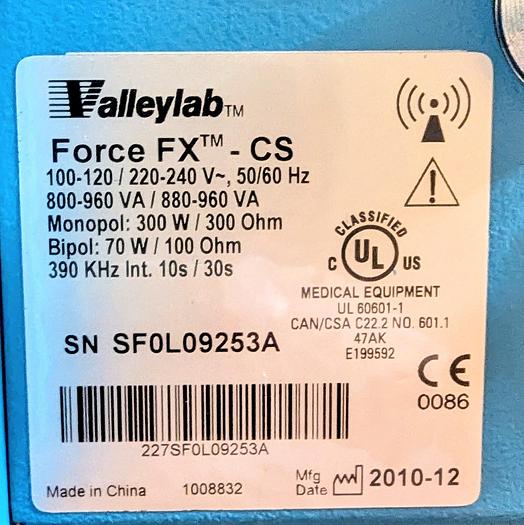 Valleylab™
Force FX™ - CS
100-120 / 220-240 V~, 50/60 Hz
800-960 VA / 880-960 VA
Monopol: 300 W / 300 Ohm
Bipol: 70 W / 100 Ohm
390 KHz Int. 10s / 30s
CLASSIFIED
C UL US
MEDICAL EQUIPMENT
UL 60601-1
CAN/CSA C22.2 NO. 601.1
47AK
E199592
SN SF0L09253A
CE
0086
227SF0L09253A
Made in China 1008832
Mfg Date 2010-12